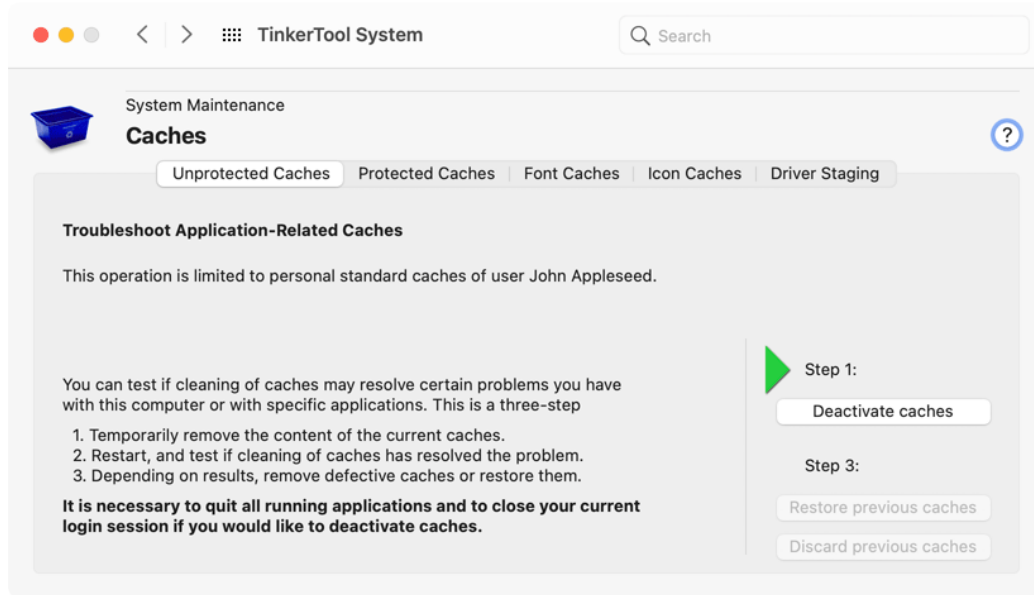 TinkerTool System
Search
System Maintenance
Caches
?
Unprotected Caches
Protected Caches
Font Caches
Icon Caches
Driver Staging
Troubleshoot Application-Related Caches
This operation is limited to personal standard caches of user John Appleseed.
You can test if cleaning of caches may resolve certain problems you have
with this computer or with specific applications. This is a three-step
1. Temporarily remove the content of the current caches.
2. Restart, and test if cleaning of caches has resolved the problem.
3. Depending on results, remove defective caches or restore them.
It is necessary to quit all running applications and to close your current
login session if you would like to deactivate caches.
Step 1:
Deactivate caches
Step 3:
Restore previous caches
Discard previous caches